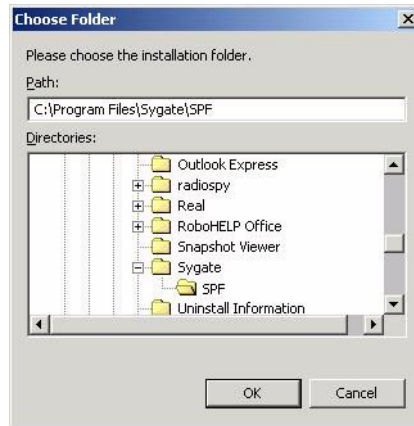 Choose Folder
Please choose the installation folder.
Path:
C:\Program Files\Sygate\SPF
Directories:
Outlook Express
radiospy
Real
RoboHELP Office
Snapshot Viewer
Sygate
SPF
Uninstall Information
OK Cancel